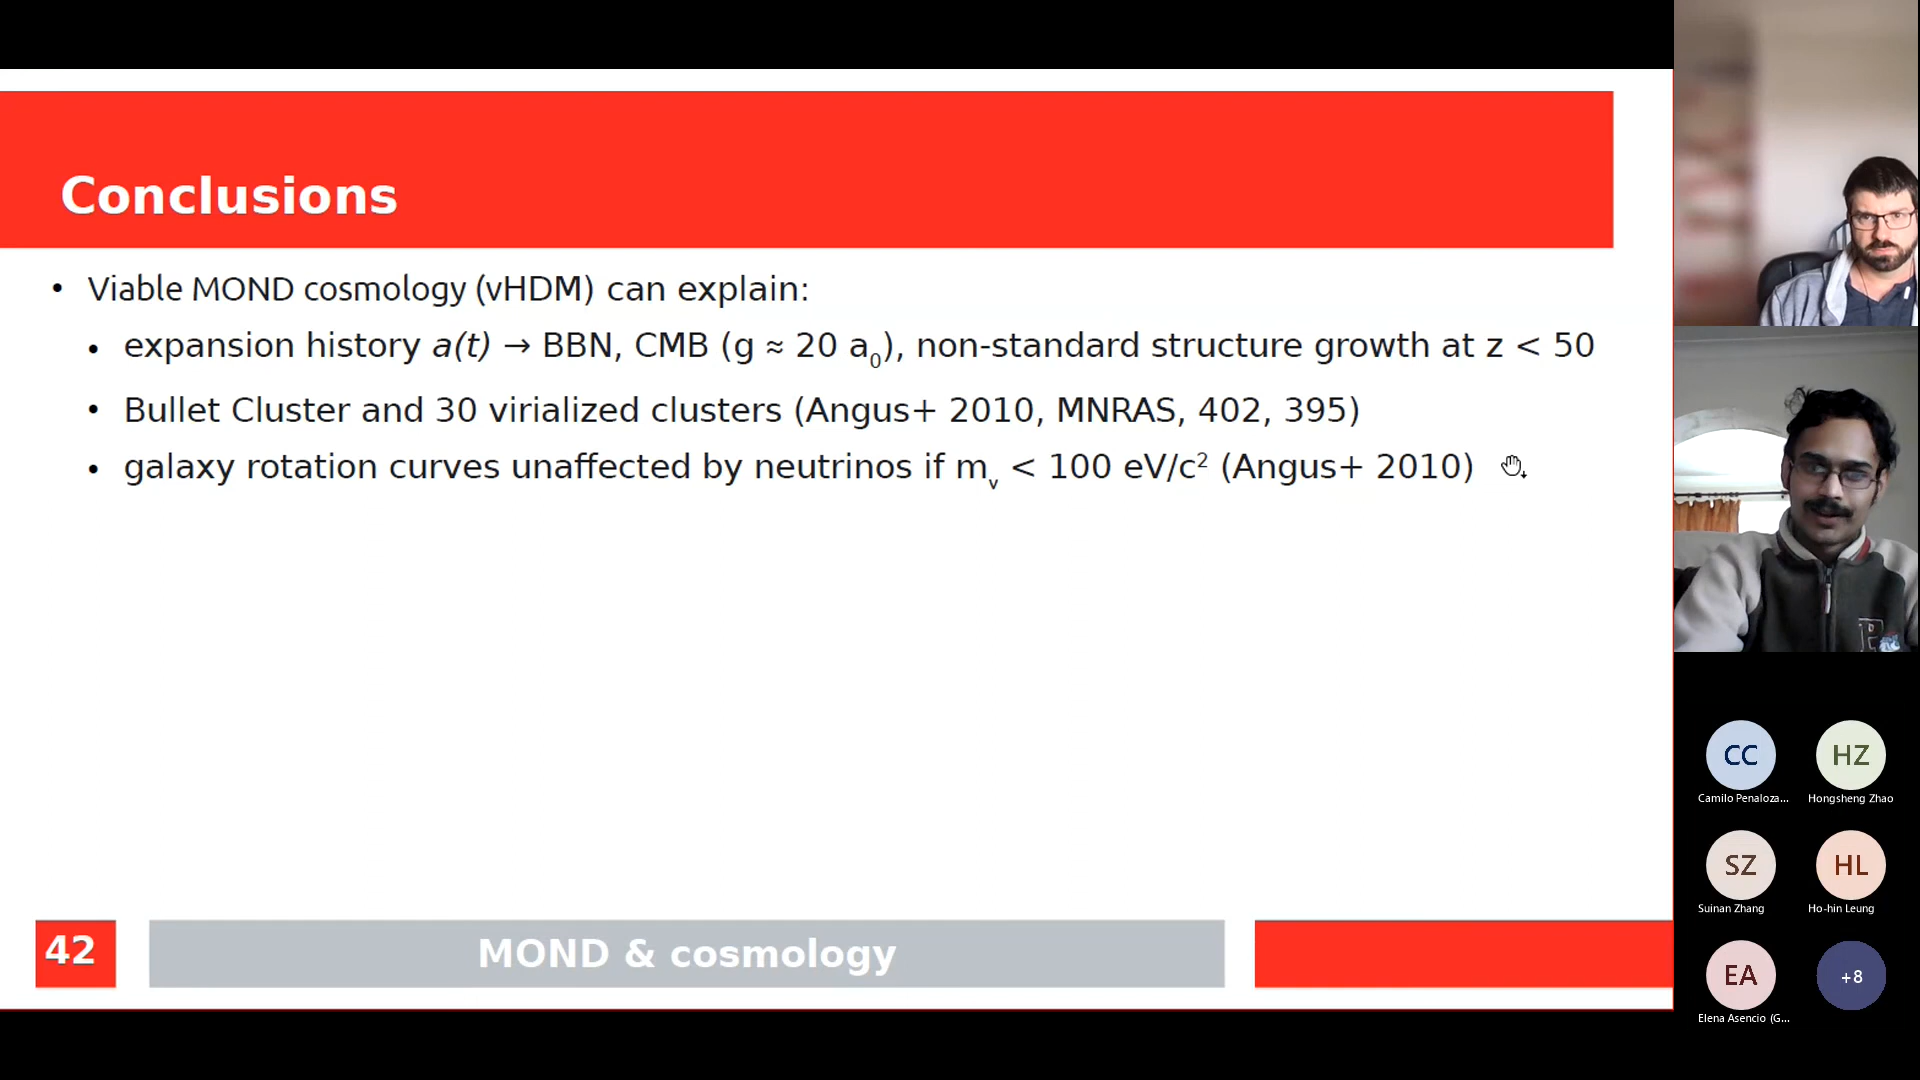 Conclusions
• Viable MOND cosmology (νHDM) can explain:
• expansion history a(t) → BBN, CMB (g ≈ 20 a₀), non-standard structure growth at z < 50
• Bullet Cluster and 30 virialized clusters (Angus+ 2010, MNRAS, 402, 395)
• galaxy rotation curves unaffected by neutrinos if mᵥ < 100 eV/c² (Angus+ 2010)
42
MOND & cosmology
CC
HZ
Camilo Penaloza...
Hongsheng Zhao
SZ
HL
Suinan Zhang
Ho-hin Leung
EA
+8
Elena Asencio (G...